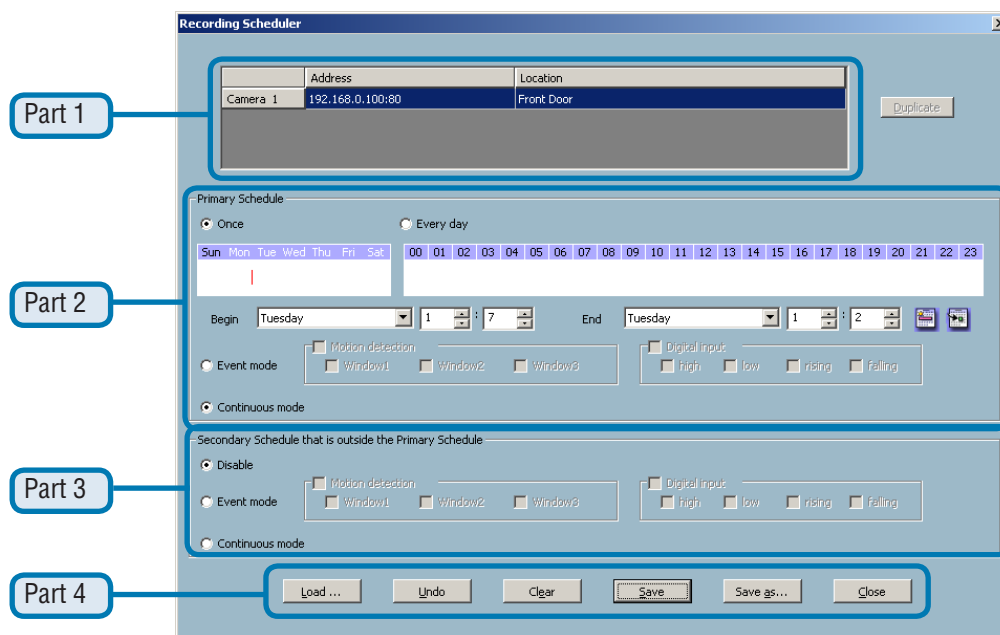 Recording Scheduler
Address Location
Camera 1 192.168.0.100:80 Front Door
Part 1
Duplicate
Primary Schedule
Once Every day
Sun Mon Tue Wed Thu Fri Sat 00 01 02 03 04 05 06 07 08 09 10 11 12 13 14 15 16 17 18 19 20 21 22 23
Part 2
Begin Tuesday 1 : 7 End Tuesday 1 : 2
Motion detection Digital input
Event mode Window1 Window2 Window3 high low rising falling
Continuous mode
Secondary Schedule that is outside the Primary Schedule
Disable
Part 3
Motion detection Digital input
Event mode Window1 Window2 Window3 high low rising falling
Continuous mode
Part 4
Load ... Undo Clear Save Save as... Close